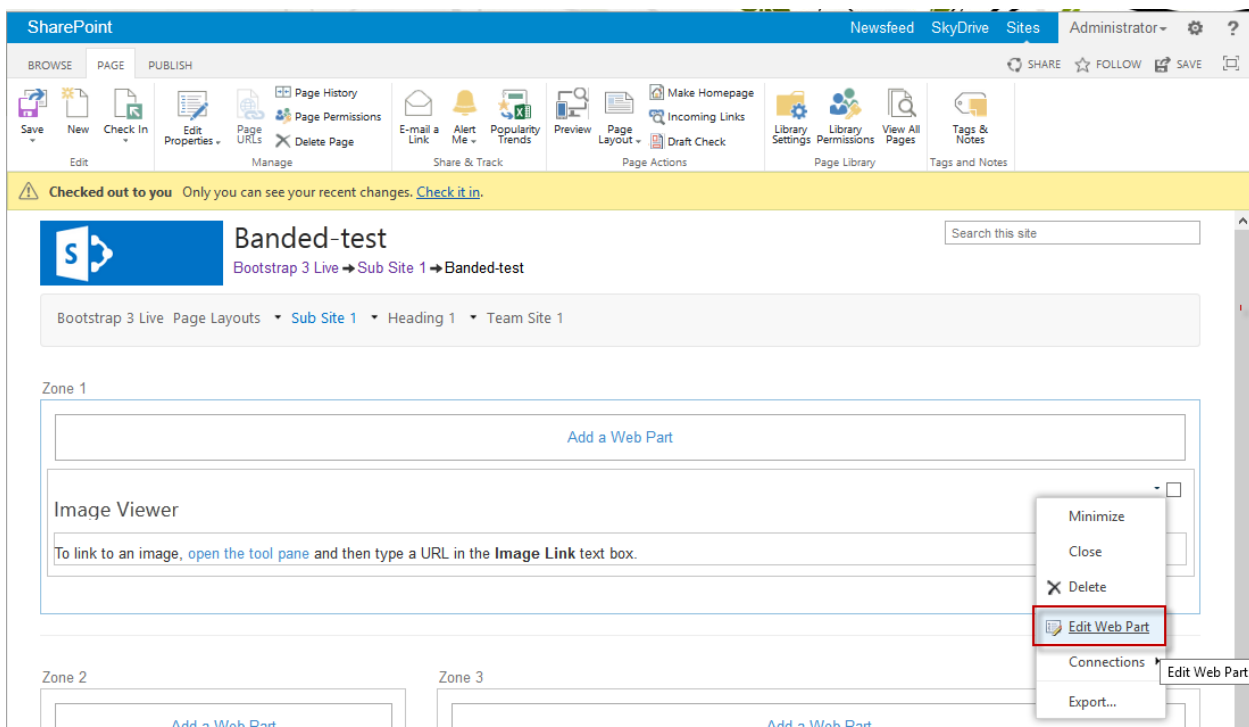 SharePoint Newsfeed SkyDrive Sites Administrator ?
BROWSE PAGE PUBLISH SHARE FOLLOW SAVE
Save New Check In Edit Properties Page URLs Page History Page Permissions Delete Page E-mail a Link Alert Me Popularity Trends Preview Page Layout Make Homepage Incoming Links Draft Check Library Settings Library Permissions View All Pages Tags & Notes
Edit Manage Share & Track Page Actions Page Library Tags and Notes
Checked out to you Only you can see your recent changes. Check it in.
S
Banded-test
Search this site
Bootstrap 3 Live Sub Site 1 Banded-test
Bootstrap 3 Live Page Layouts Sub Site 1 Heading 1 Team Site 1
Zone 1
Add a Web Part
Image Viewer
To link to an image, open the tool pane and then type a URL in the Image Link text box.
Minimize
Close
Delete
Edit Web Part
Connections
Edit Web Part
Export...
Zone 2 Zone 3
Add a Web Part Add a Web Part